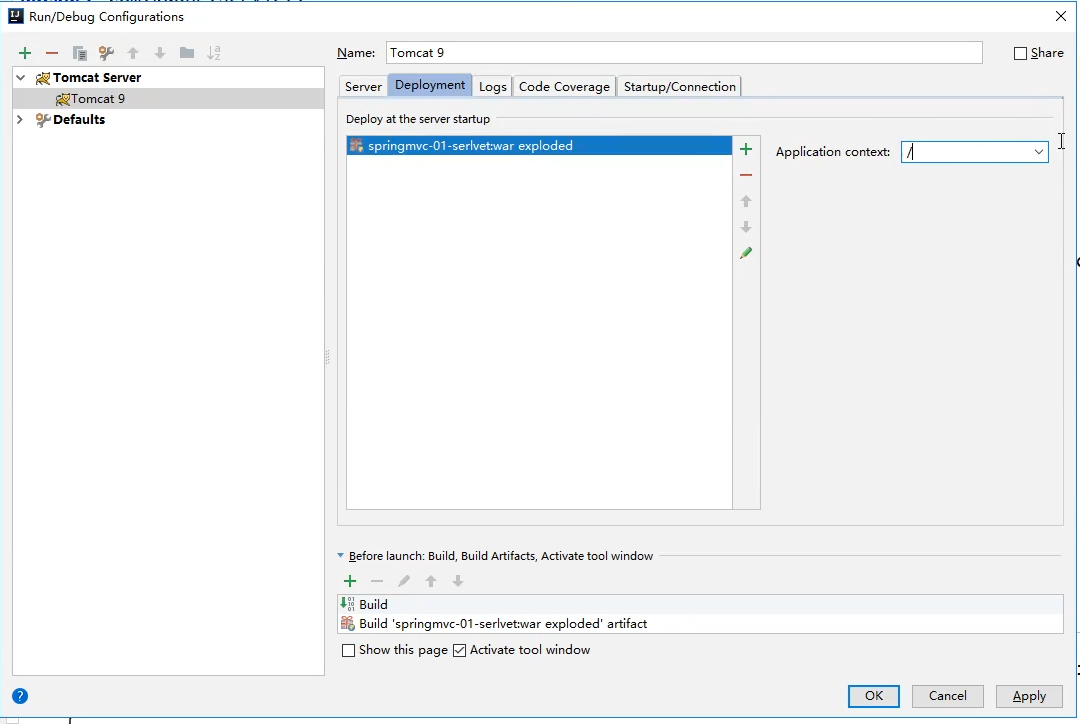 Run/Debug Configurations
Name: Tomcat 9 Share
Tomcat Server
Tomcat 9
Defaults
Server Deployment Logs Code Coverage Startup/Connection
Deploy at the server startup
springmvc-01-serlvet:war exploded
Application context: /
Before launch: Build, Build Artifacts, Activate tool window
Build
Build 'springmvc-01-serlvet:war exploded' artifact
Show this page Activate tool window
? OK Cancel Apply